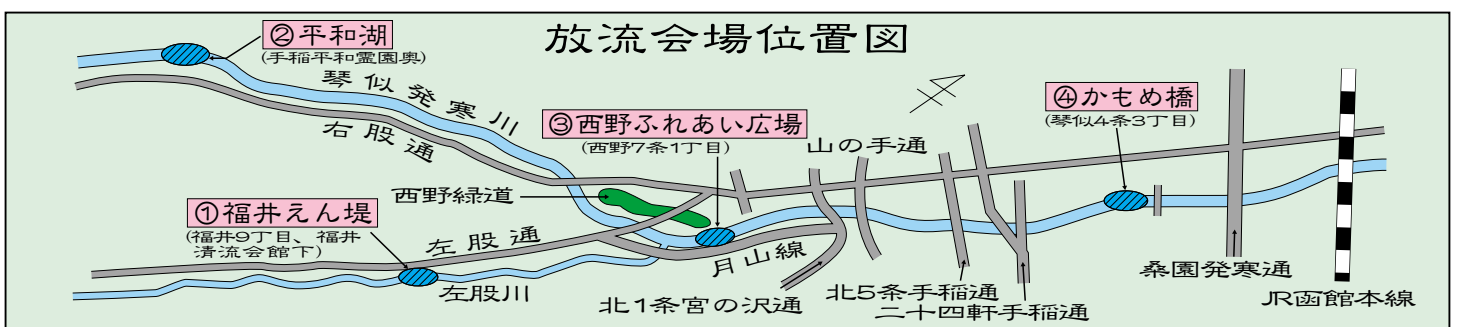 放流会場位置図
②平和湖
(手稲平和霊園奥)
琴似発寒川
右股通
③西野ふれあい広場
(西野7条1丁目)
山の手通
④かもめ橋
(琴似4条3丁目)
西野緑道
①福井えん堤
(福井9丁目、福井
清流会館下)
左股通
左股川
月山線
北1条宮の沢通
北5条手稲通
二十四軒手稲通
桑園発寒通
JR函館本線